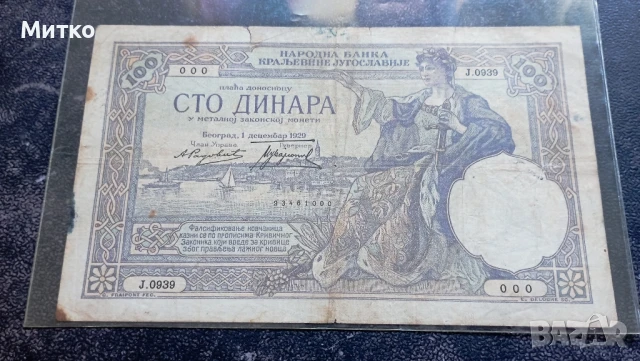 Митко
НАРОДНА БАНКА
КРАЉЕВИНЕ ЈУГОСЛАВИЈЕ
100
000
J.0939
100
плаћа доносиоцу
СТО ДИНАРА
у металној законској монети
Београд, 1 децембар 1929
Члан Управе
Гувернер
93461000
Фалсификовање новчаница
казни се по прописима Кривичног
Законика који вреде за кривице
због прављења лажног новца
J.0939
000
bazar